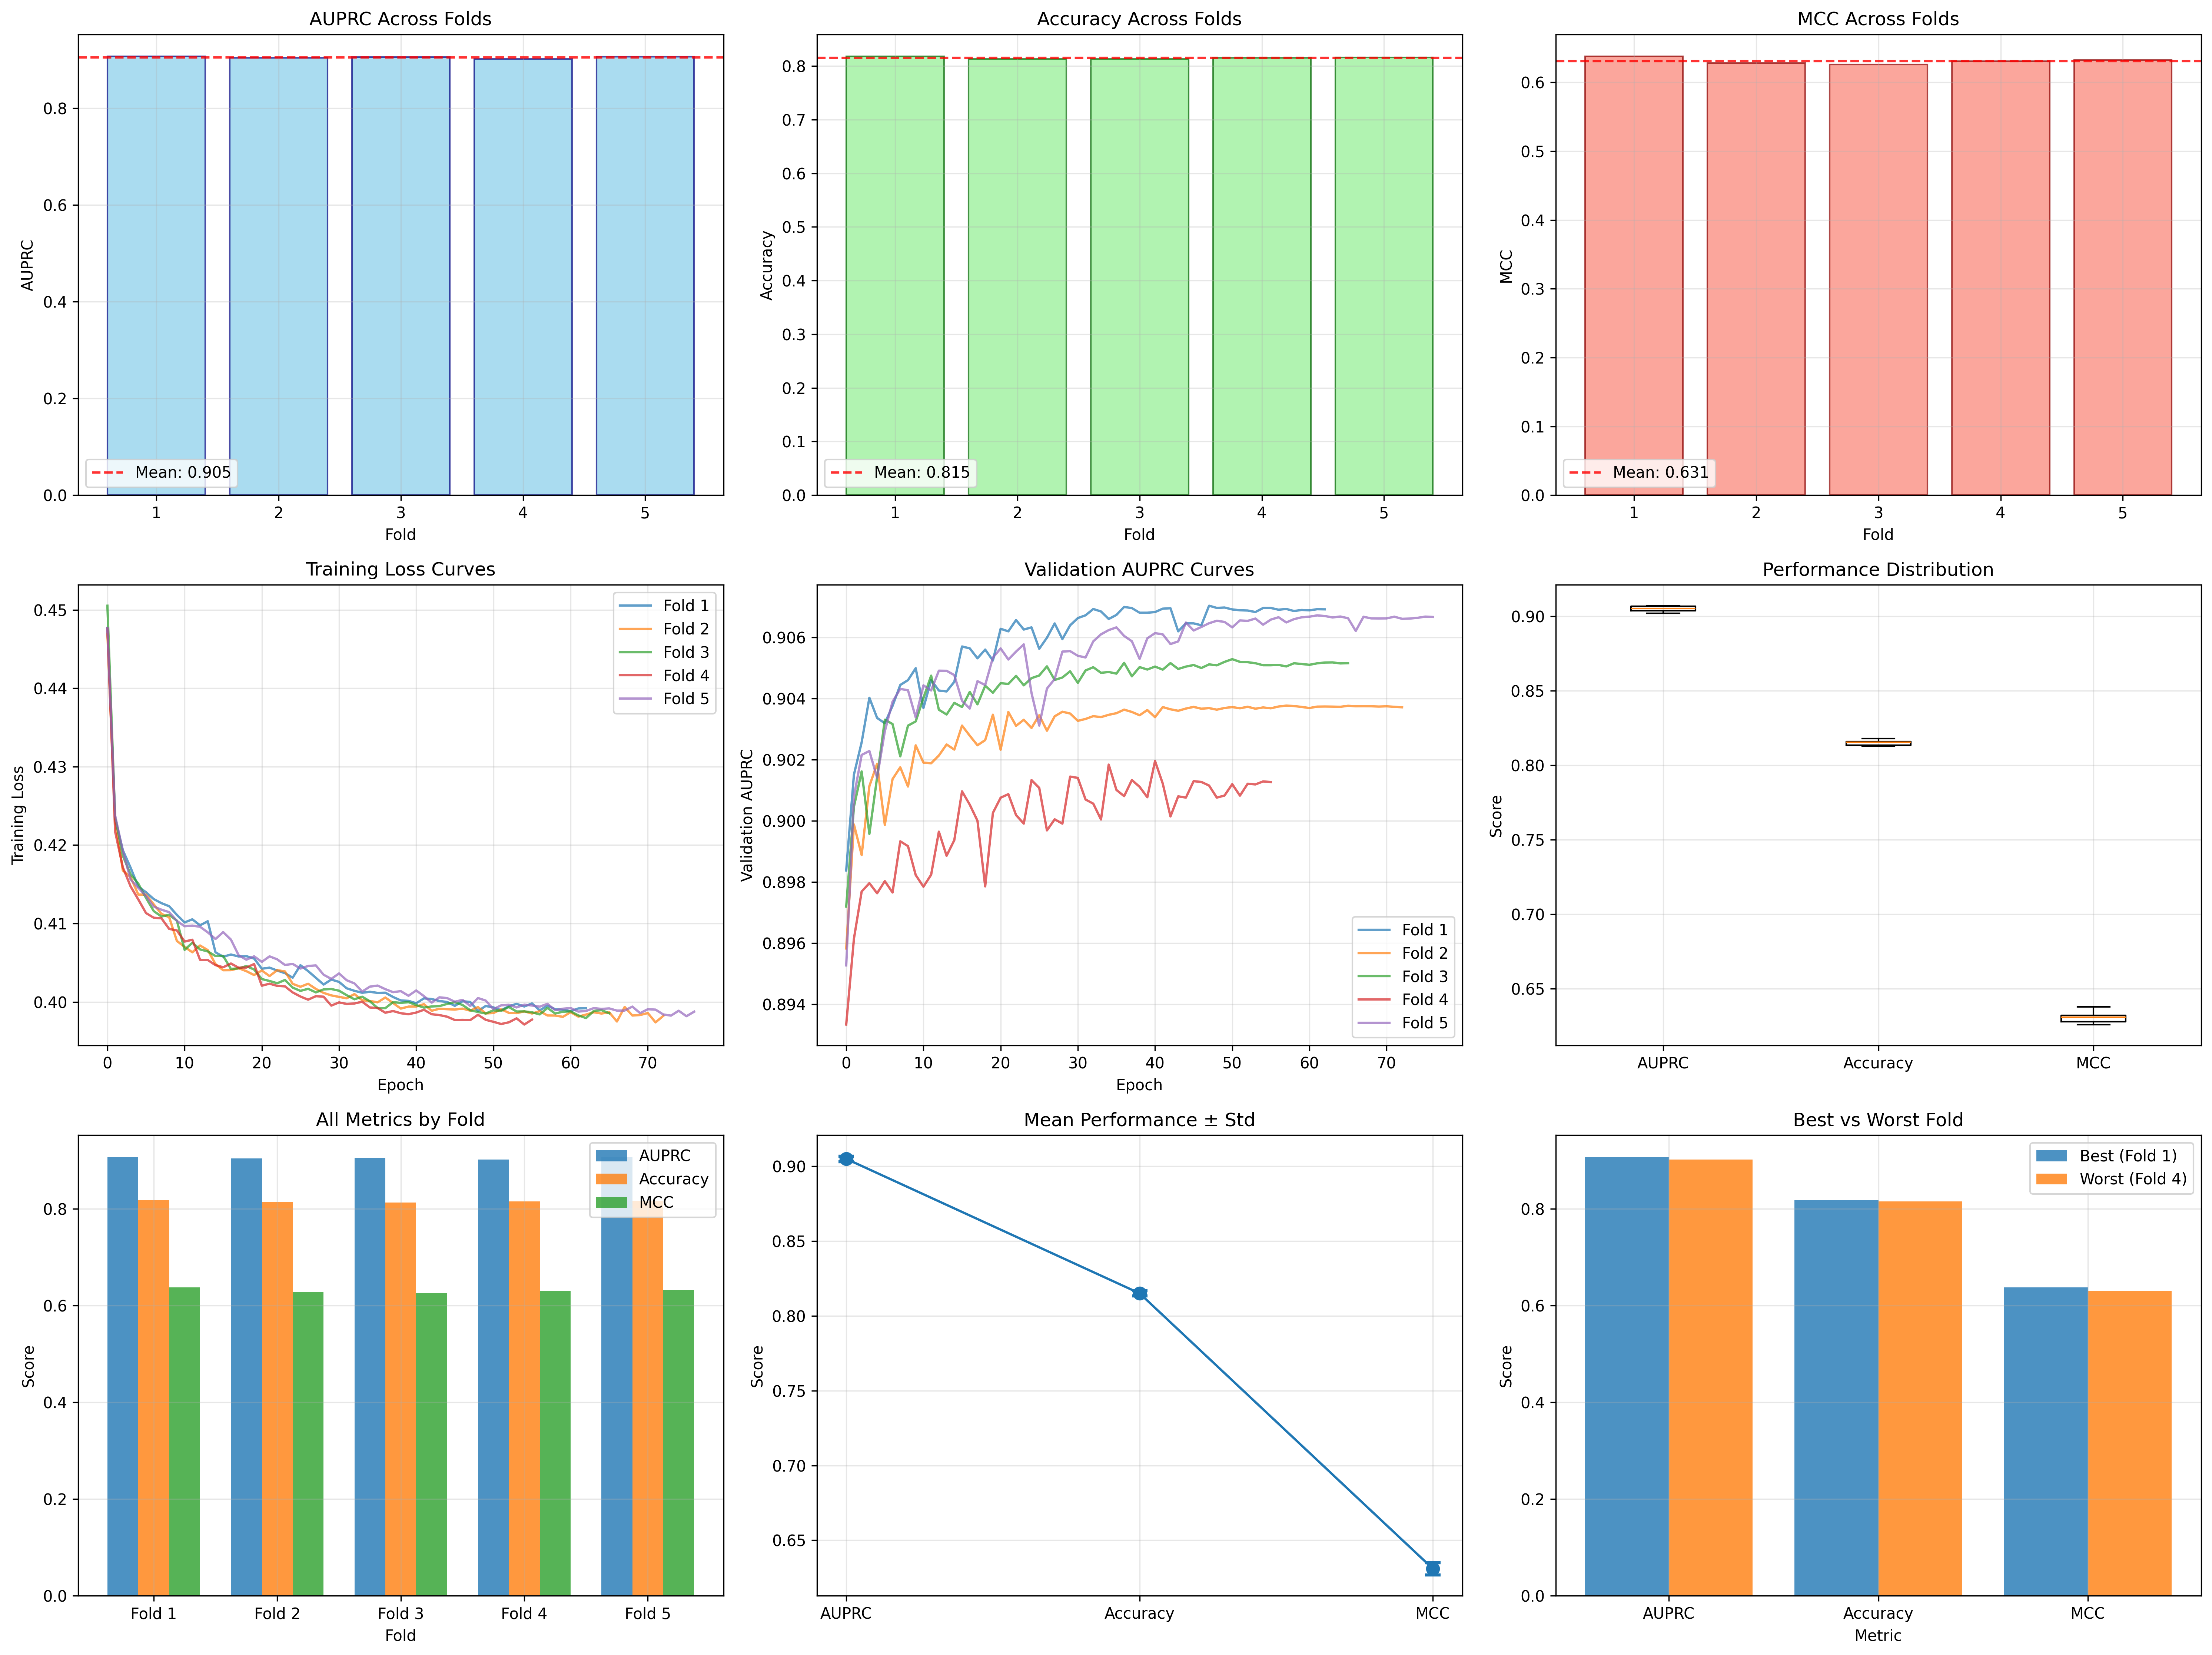 AUPRC Across Folds
AUPRC
0.8
0.6
0.4
0.2
0.0
Mean: 0.905
1 2 3 4 5
Fold
Accuracy Across Folds
Accuracy
0.8
0.7
0.6
0.5
0.4
0.3
0.2
0.1
0.0
Mean: 0.815
1 2 3 4 5
Fold
MCC Across Folds
MCC
0.6
0.5
0.4
0.3
0.2
0.1
0.0
Mean: 0.631
1 2 3 4 5
Fold
Training Loss Curves
Training Loss
0.45
0.44
0.43
0.42
0.41
0.40
Fold 1
Fold 2
Fold 3
Fold 4
Fold 5
0 10 20 30 40 50 60 70
Epoch
Validation AUPRC Curves
Validation AUPRC
0.906
0.904
0.902
0.900
0.898
0.896
0.894
Fold 1
Fold 2
Fold 3
Fold 4
Fold 5
0 10 20 30 40 50 60 70
Epoch
Performance Distribution
Score
0.90
0.85
0.80
0.75
0.70
0.65
AUPRC Accuracy MCC
All Metrics by Fold
Score
0.8
0.6
0.4
0.2
0.0
AUPRC
Accuracy
MCC
Fold 1 Fold 2 Fold 3 Fold 4 Fold 5
Fold
Mean Performance ± Std
Score
0.90
0.85
0.80
0.75
0.70
0.65
AUPRC Accuracy MCC
Best vs Worst Fold
Score
0.8
0.6
0.4
0.2
0.0
Best (Fold 1)
Worst (Fold 4)
AUPRC Accuracy MCC
Metric